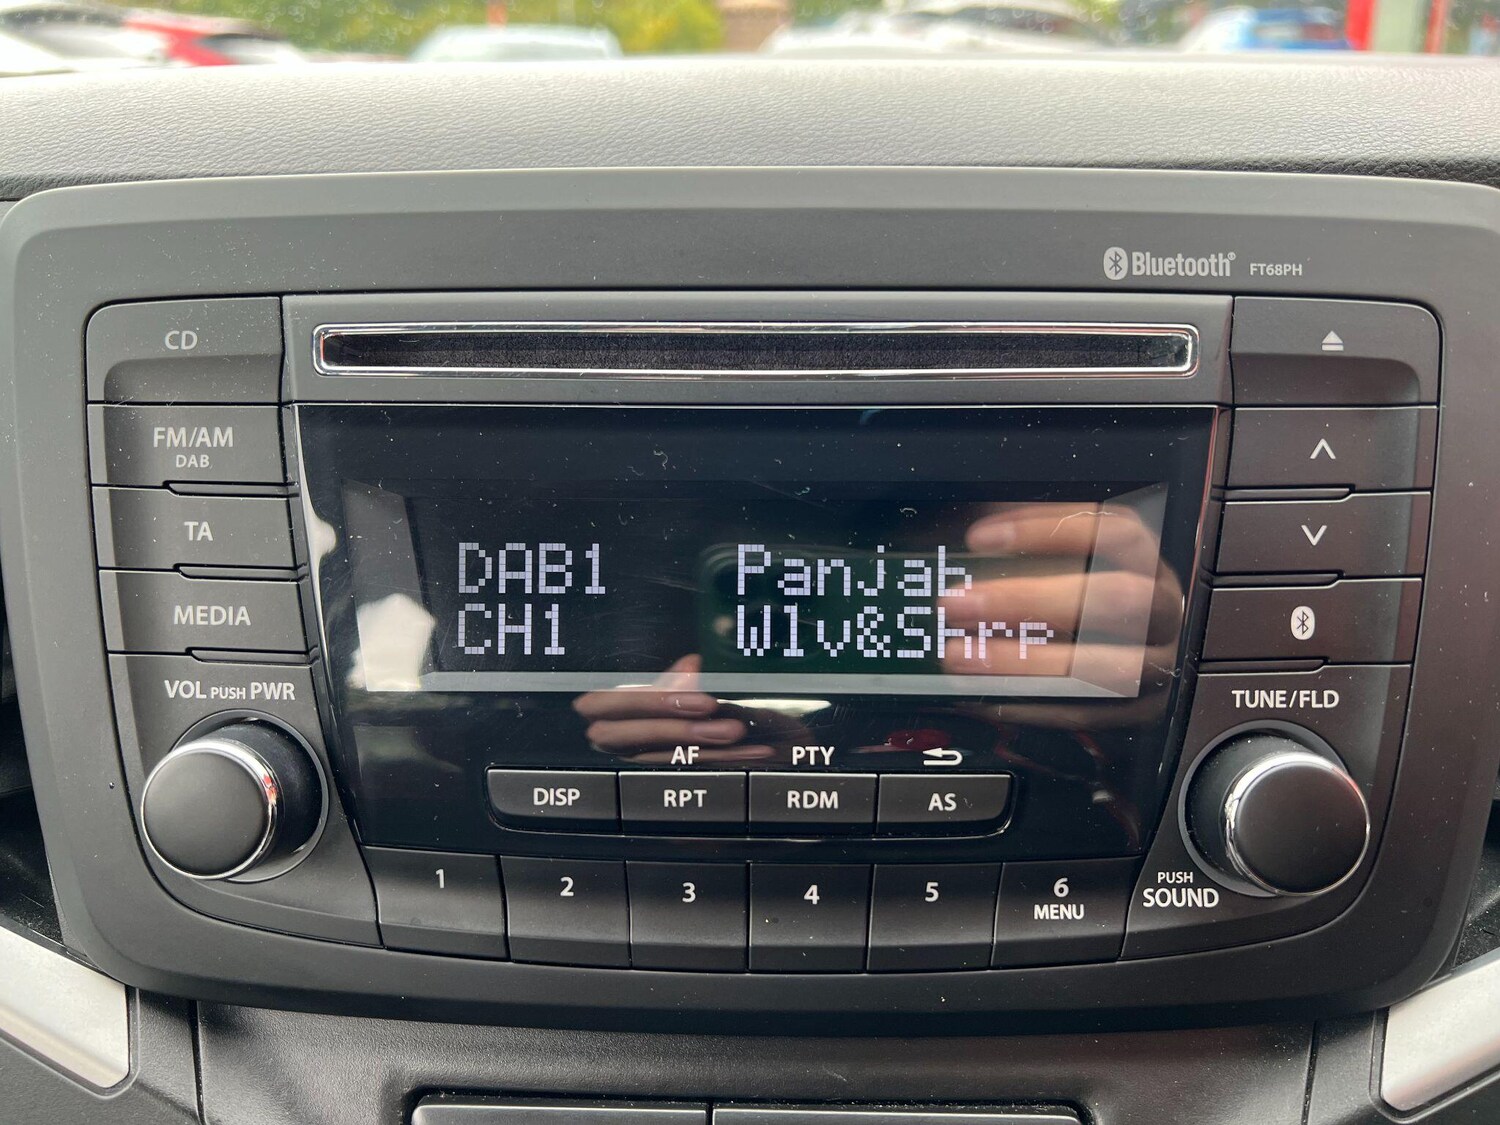 Bluetooth® FT68PH
CD
FM/AM
DAB
TA
MEDIA
VOL PUSH PWR
DAB1 Panjab
CH1 Wlv&Shrp
TUNE/FLD
AF PTY
DISP RPT RDM AS
1 2 3 4 5 6
MENU
PUSH
SOUND